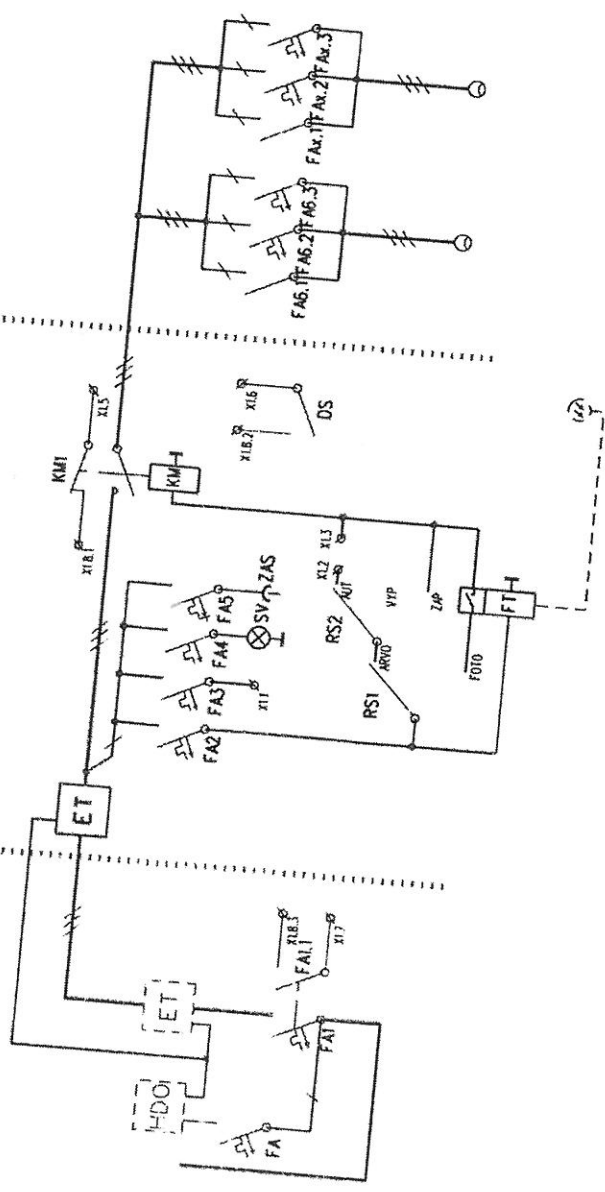 FAx.3
FAx.2
FAx.1
FA6.3
FA6.2
FA6.1
KM1
X1.5
X1.8.1
KM
X1.8.2
X1.6
DS
FA5
ZAS
FA4
SV
FA3
X1.1
FA2
X1.3
X1.2
AUT
RS2
VYP
ARVO
RS1
ZAP
FOTO
FT
ET
ET
HDO
X1.8.3
FA1.1
X1.7
FA1
FA